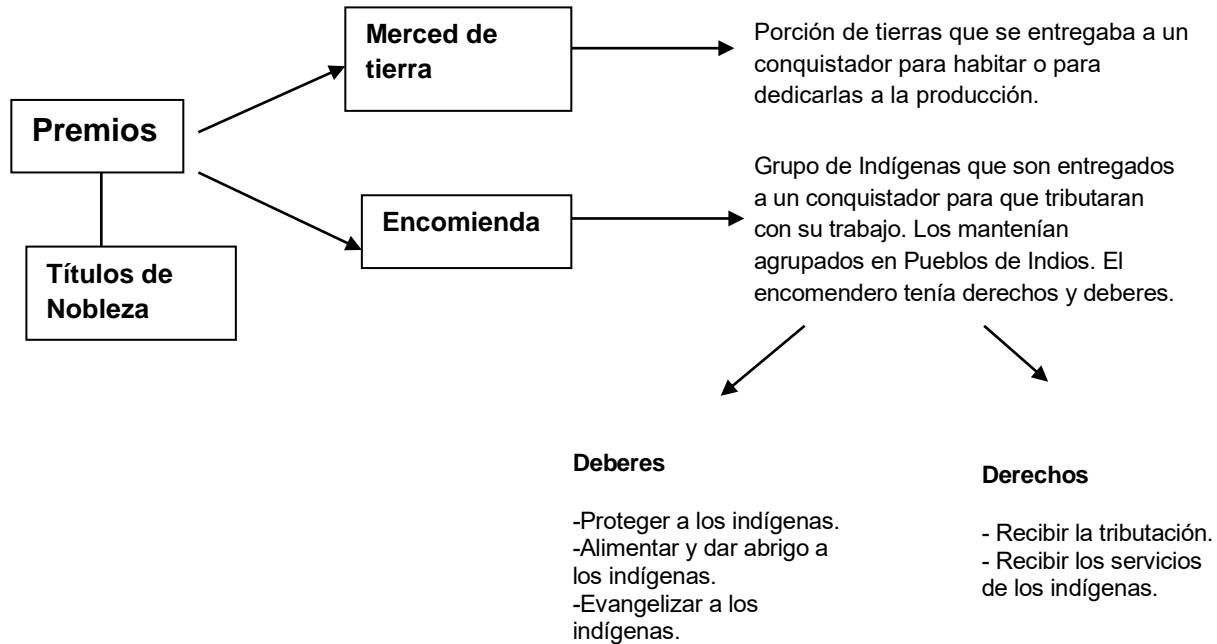 Premios
Títulos de
Nobleza
Merced de
tierra
Porción de tierras que se entregaba a un
conquistador para habitar o para
dedicarlas a la producción.
Encomienda
Grupo de Indígenas que son entregados
a un conquistador para que tributaran
con su trabajo. Los mantenían
agrupados en Pueblos de Indios. El
encomendero tenía derechos y deberes.
Deberes
-Proteger a los indígenas.
-Alimentar y dar abrigo a
los indígenas.
-Evangelizar a los
indígenas.
Derechos
- Recibir la tributación.
- Recibir los servicios
de los indígenas.